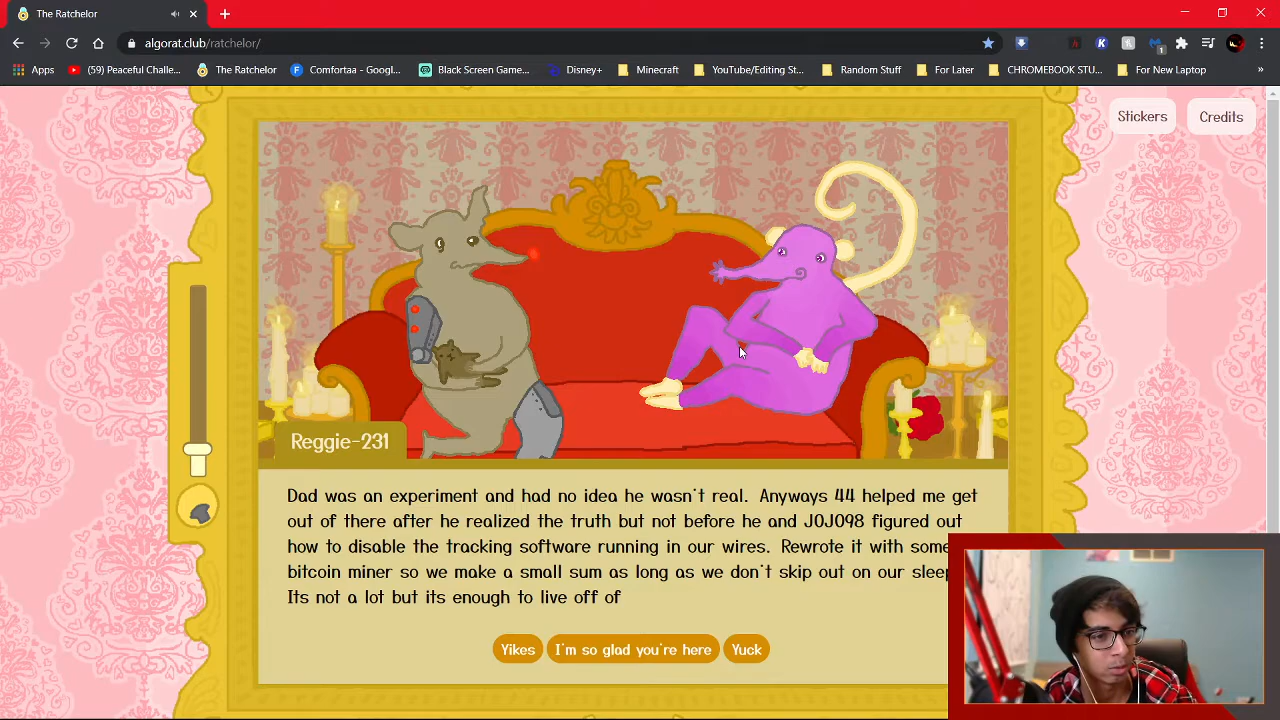 The Ratchelor
algorat.club/ratchelor/
1
Apps
(59) Peaceful Challe...
The Ratchelor
Comfortaa - Googl...
Black Screen Game...
Disney+
Minecraft
YouTube/Editing St...
Random Stuff
For Later
CHROMEBOOK STU...
For New Laptop
»
Stickers
Credits
Reggie-231
Dad was an experiment and had no idea he wasn't real. Anyways 44 helped me get
out of there after he realized the truth but not before he and JOJO98 figured out
how to disable the tracking software running in our wires. Rewrote it with some
bitcoin miner so we make a small sum as long as we don't skip out on our sleep
Its not a lot but its enough to live off of
Yikes
I'm so glad you're here
Yuck